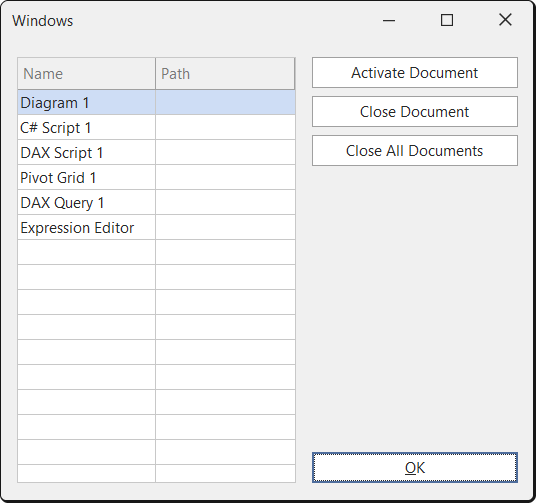 Windows
Name Path
Activate Document
Diagram 1
Close Document
C# Script 1
DAX Script 1
Close All Documents
Pivot Grid 1
DAX Query 1
Expression Editor
OK